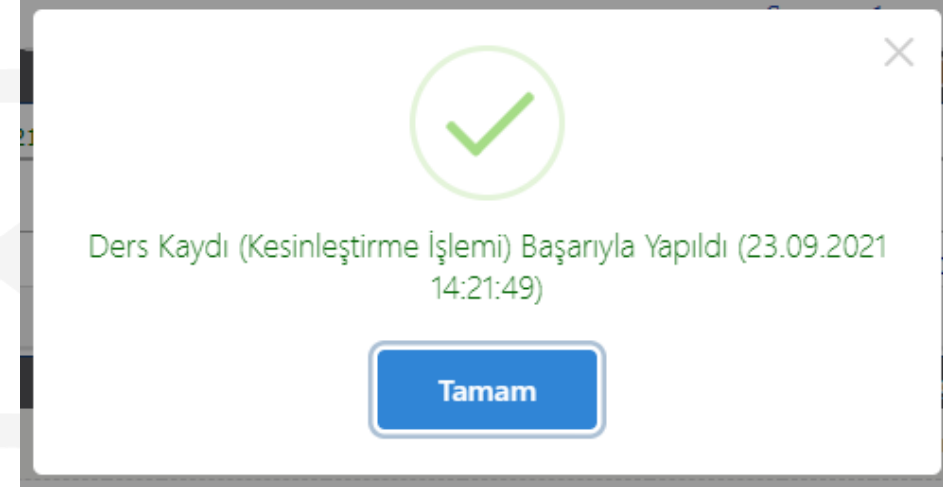 Ders Kaydı (Kesinleştirme İşlemi) Başarıyla Yapıldı (23.09.2021
14:21:49)
Tamam